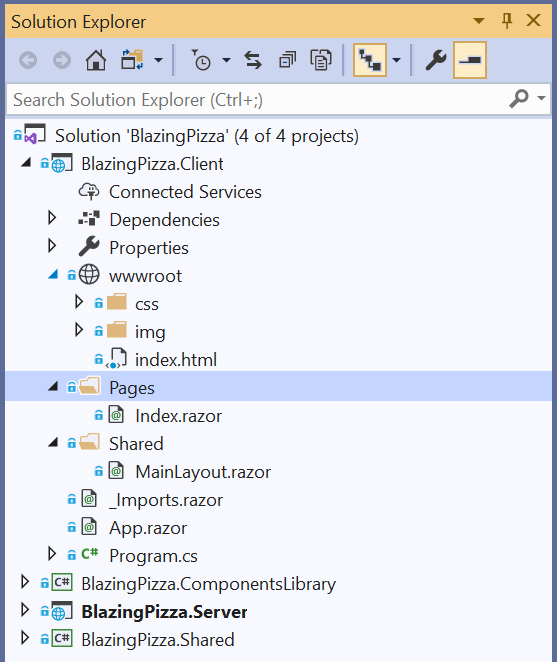 Solution Explorer
Search Solution Explorer (Ctrl+;)
Solution 'BlazingPizza' (4 of 4 projects)
BlazingPizza.Client
Connected Services
Dependencies
Properties
wwwroot
css
img
index.html
Pages
Index.razor
Shared
MainLayout.razor
_Imports.razor
App.razor
C# Program.cs
C# BlazingPizza.ComponentsLibrary
BlazingPizza.Server
C# BlazingPizza.Shared